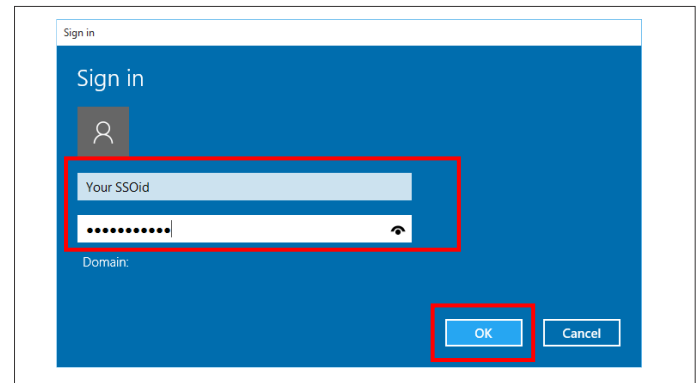 Sign in
Sign in
Your SSOid
●●●●●●●●●●●
Domain:
OK Cancel